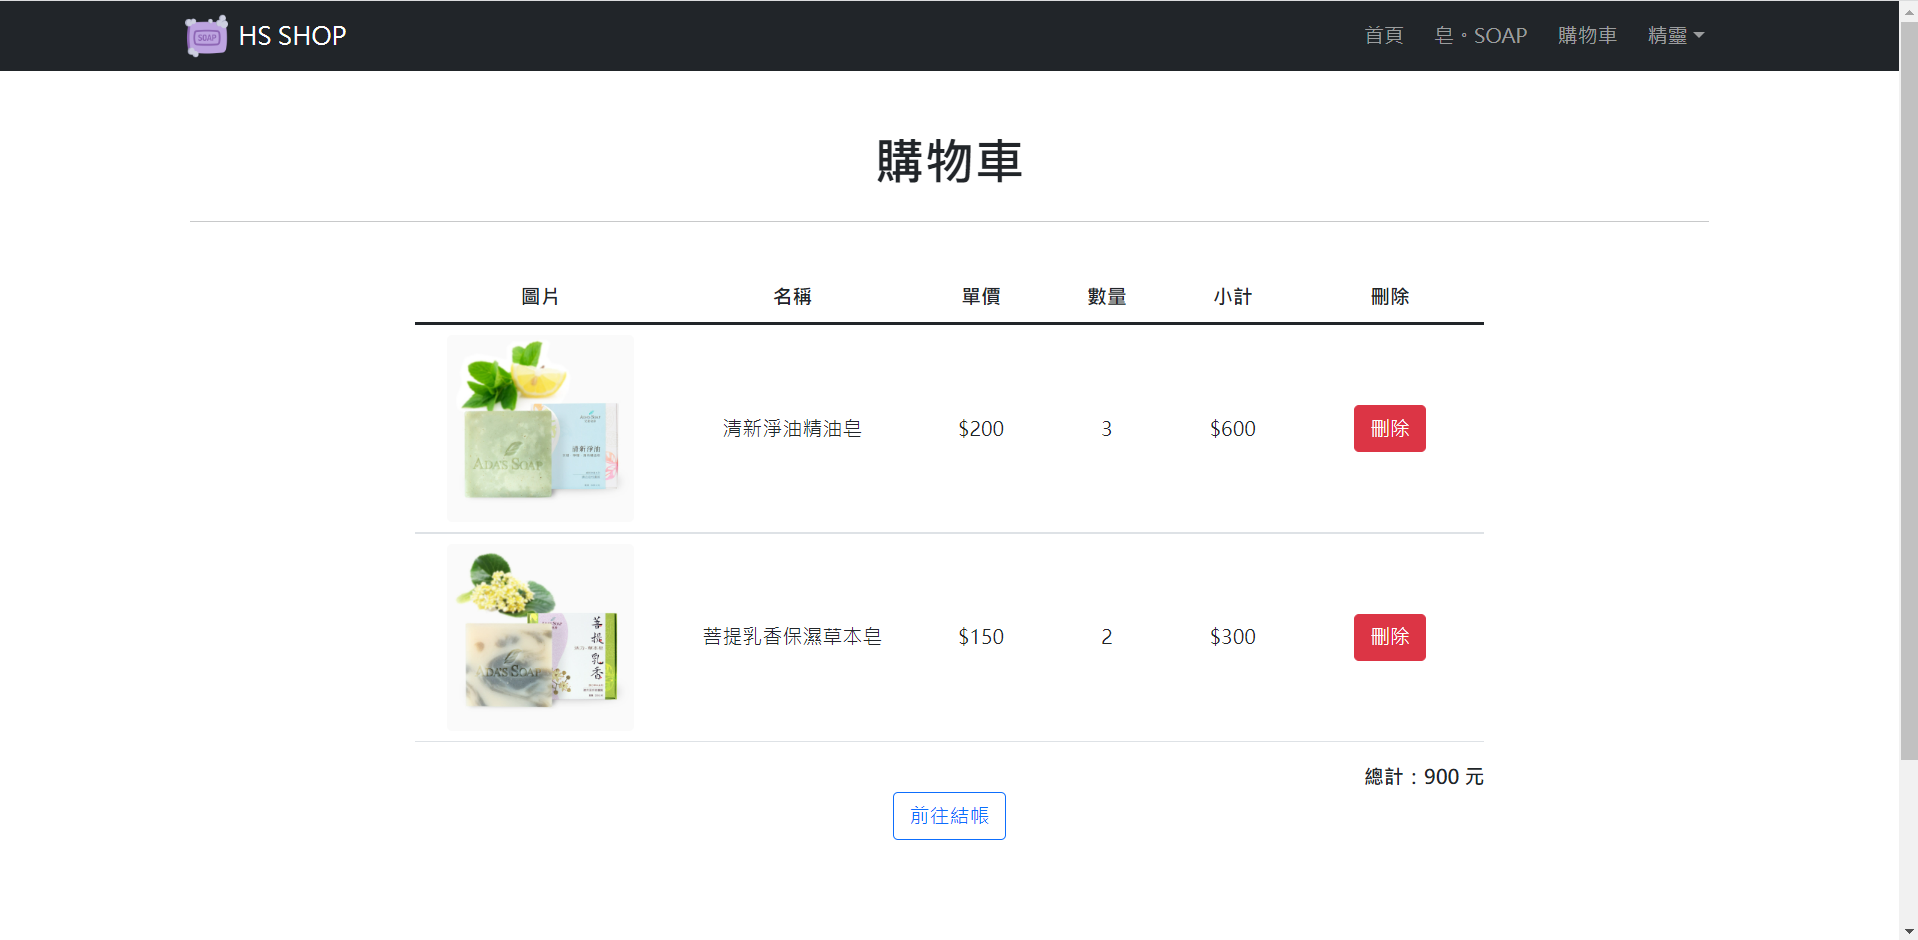 SOAP
HS SHOP
首頁
皂。SOAP
購物車
精靈
購物車
圖片 名稱 單價 數量 小計 刪除
ADA'S SOAP
清新淨油
清新淨油精油皂 $200 3 $600 刪除
ADA'S SOAP
菩提乳香
菩提乳香保濕草本皂 $150 2 $300 刪除
總計：900 元
前往結帳